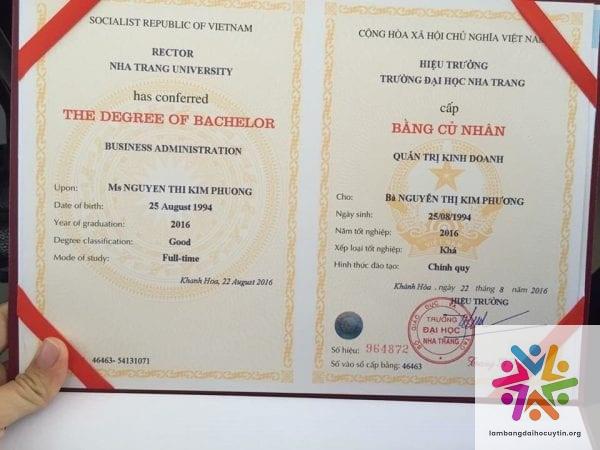 SOCIALIST REPUBLIC OF VIETNAM
RECTOR
NHA TRANG UNIVERSITY
has conferred
THE DEGREE OF BACHELOR
BUSINESS ADMINISTRATION
Upon: Ms NGUYEN THI KIM PHUONG
Date of birth: 25 August 1994
Year of graduation: 2016
Degree classification: Good
Mode of study: Full-time
Khanh Hoa, 22 August 2016
46463- 54131071
CỘNG HÒA XÃ HỘI CHỦ NGHĨA VIỆT NAM
HIỆU TRƯỞNG
TRƯỜNG ĐẠI HỌC NHA TRANG
cấp
BẰNG CỬ NHÂN
QUẢN TRỊ KINH DOANH
Cho: Bà NGUYỄN THỊ KIM PHƯƠNG
Ngày sinh: 25/08/1994
Năm tốt nghiệp: 2016
Xếp loại tốt nghiệp: Khá
Hình thức đào tạo: Chính quy
Khánh Hòa, ngày 22 tháng 8 năm 2016
HIỆU TRƯỞNG
TRƯỜNG
ĐẠI HỌC
NHA TRANG
Số hiệu: 964872
Số vào sổ cấp bằng: 46463
lambangdaihocuytin.org